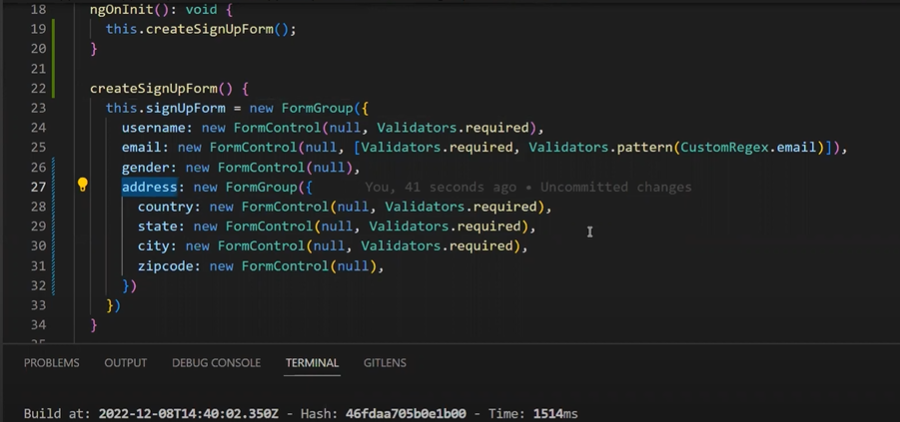 18 ngOnInit(): void {
19 this.createSignUpForm();
20 }
21
22 createSignUpForm() {
23 this.signUpForm = new FormGroup({
24 username: new FormControl(null, Validators.required),
25 email: new FormControl(null, [Validators.required, Validators.pattern(CustomRegex.email)]),
26 gender: new FormControl(null),
27 address: new FormGroup({ You, 41 seconds ago • Uncommitted changes
28 country: new FormControl(null, Validators.required),
29 state: new FormControl(null, Validators.required),
30 city: new FormControl(null, Validators.required),
31 zipcode: new FormControl(null),
32 })
33 })
34 }
35
PROBLEMS OUTPUT DEBUG CONSOLE TERMINAL GITLENS
Build at: 2022-12-08T14:40:02.350Z - Hash: 46fdaa705b0e1b00 - Time: 1514ms